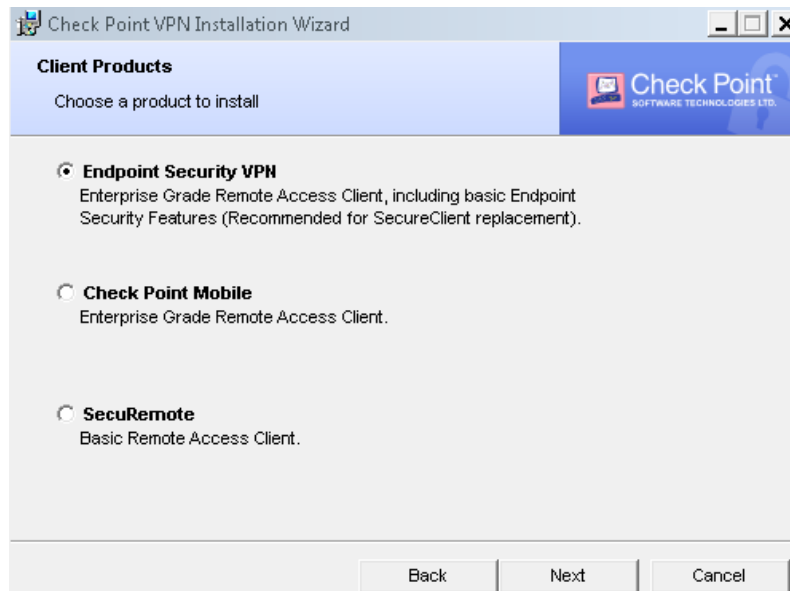 Check Point VPN Installation Wizard
Client Products
Choose a product to install
Check Point
SOFTWARE TECHNOLOGIES LTD.
Endpoint Security VPN
Enterprise Grade Remote Access Client, including basic Endpoint
Security Features (Recommended for SecureClient replacement).
Check Point Mobile
Enterprise Grade Remote Access Client.
SecuRemote
Basic Remote Access Client.
Back
Next
Cancel